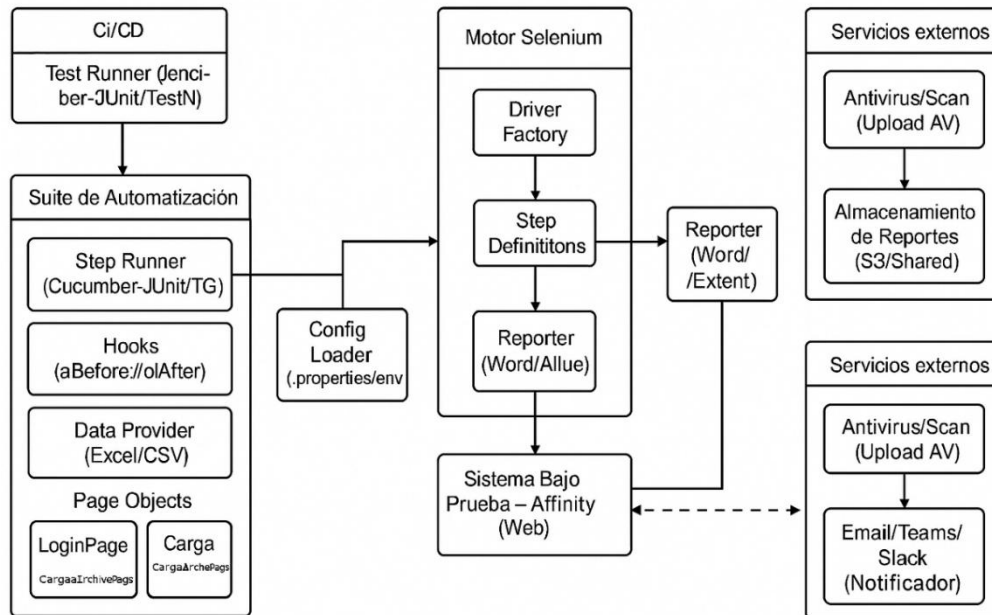 Ci/CD
Test Runner (Jenci-
ber-JUnit/TestN)
Suite de Automatización
Step Runner
(Cucumber-JUnit/TG)
Hooks
(aBefore://olAfter)
Data Provider
(Excel/CSV)
Page Objects
LoginPage
CargaaIrchivePags
Carga
CargaArchePags
Config
Loader
(.properties/env
Motor Selenium
Driver
Factory
Step
Definititons
Reporter
(Word/Allue)
Sistema Bajo
Prueba – Affinity
(Web)
Reporter
(Word/
/Extent)
Servicios externos
Antivirus/Scan
(Upload AV)
Almacenamiento
de Reportes
(S3/Shared)
Servicios externos
Antivirus/Scan
(Upload AV)
Email/Teams/
Slack
(Notificador)